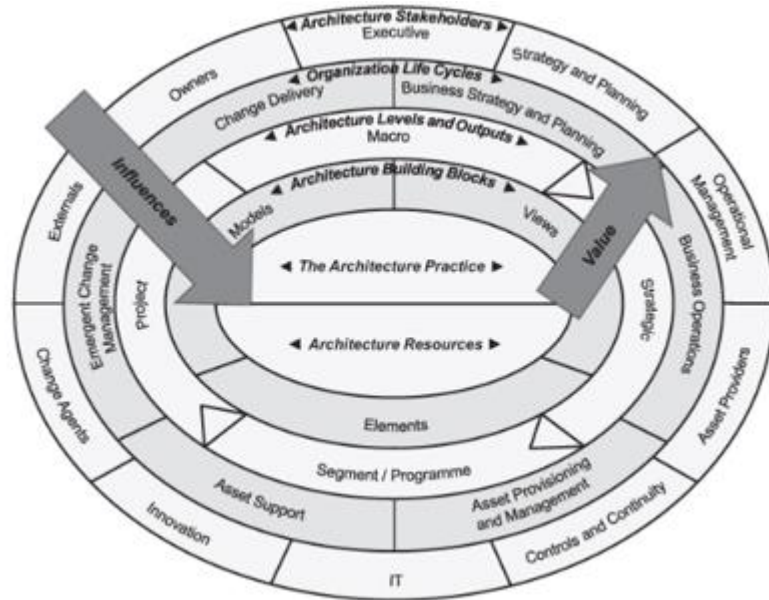 Architecture Stakeholders
Executive
Strategy and Planning
Operational
Management
Asset Providers
Controls and Continuity
IT
Innovation
Change Agents
Externals
Owners
Organization Life Cycles
Change Delivery
Business Strategy and Planning
Business Operations
Asset Provisioning
and Management
Asset Support
Emergent Change
Management
Architecture Levels and Outputs
Macro
Strategic
Segment / Programme
Project
Architecture Building Blocks
Models
Views
Elements
The Architecture Practice
Architecture Resources
Influences
Value